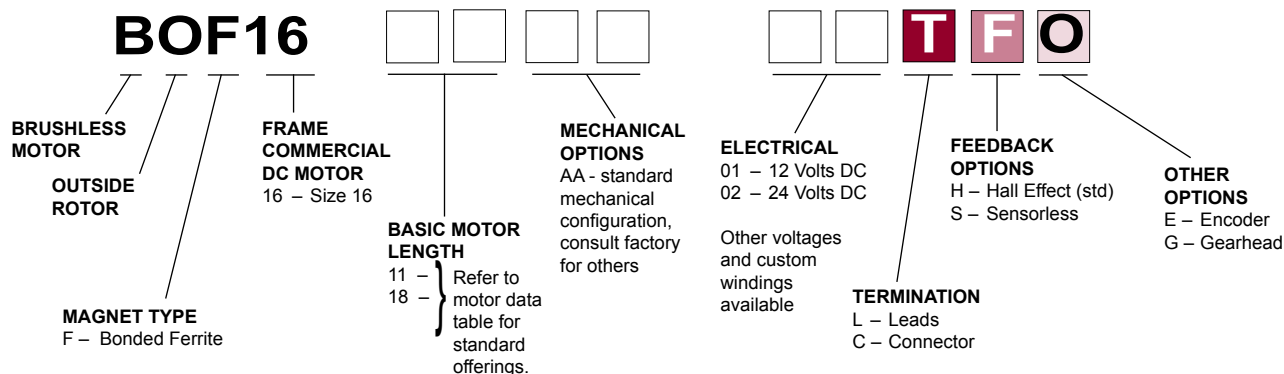 BOF16 T F O
BRUSHLESS
MOTOR
OUTSIDE
ROTOR
MAGNET TYPE
F – Bonded Ferrite
FRAME
COMMERCIAL
DC MOTOR
16 – Size 16
BASIC MOTOR
LENGTH
11 –
18 –
} Refer to
motor data
table for
standard
offerings.
MECHANICAL
OPTIONS
AA - standard
mechanical
configuration,
consult factory
for others
ELECTRICAL
01 – 12 Volts DC
02 – 24 Volts DC
Other voltages
and custom
windings
available
TERMINATION
L – Leads
C – Connector
FEEDBACK
OPTIONS
H – Hall Effect (std)
S – Sensorless
OTHER
OPTIONS
E – Encoder
G – Gearhead